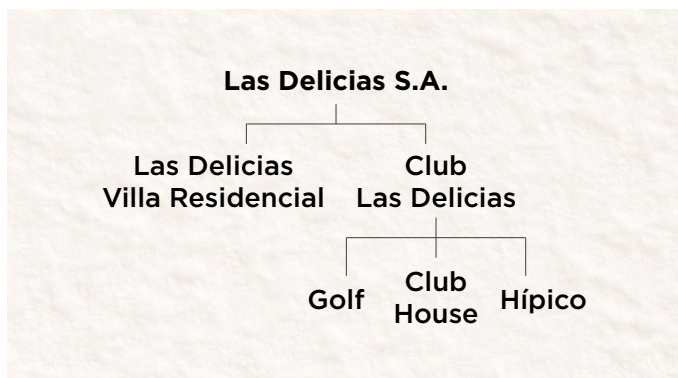 Las Delicias S.A.
Las Delicias
Villa Residencial
Club
Las Delicias
Golf
Club
House
Hípico